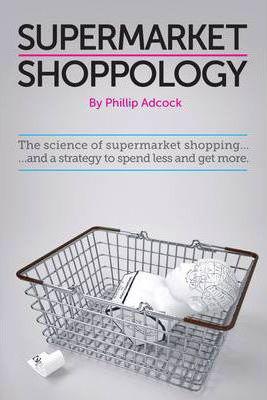 SUPERMARKET
SHOPPOLOGY
By Phillip Adcock
The science of supermarket shopping...
...and a strategy to spend less and get more.